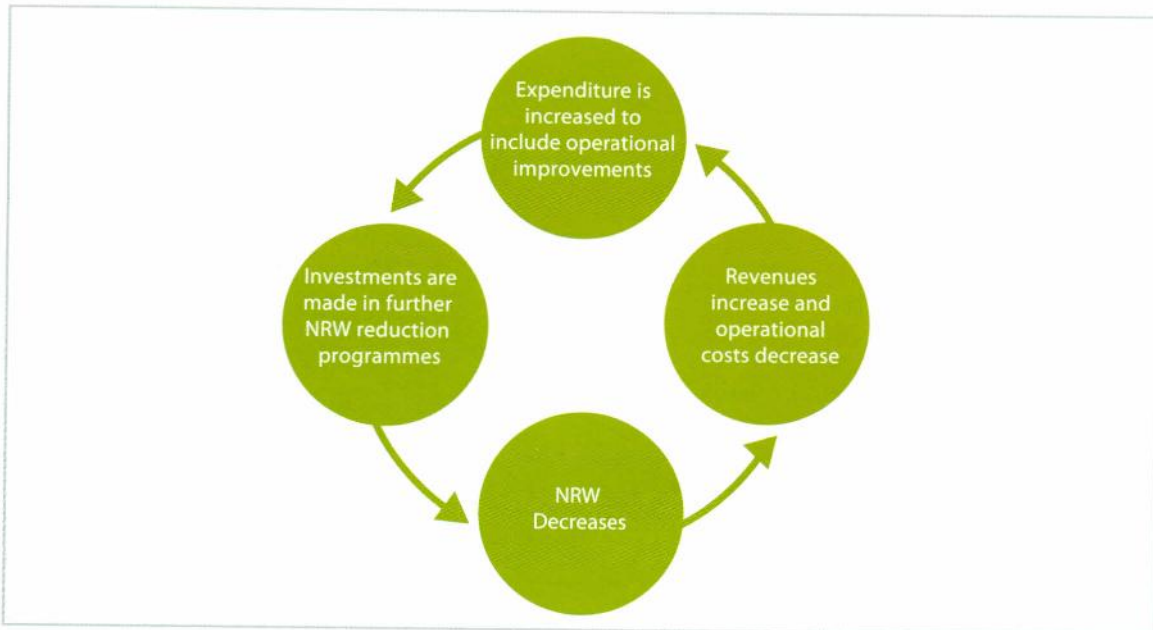 Expenditure is
increased to
include operational
improvements
Investments are
made in further
NRW reduction
programmes
NRW
Decreases
Revenues
increase and
operational
costs decrease